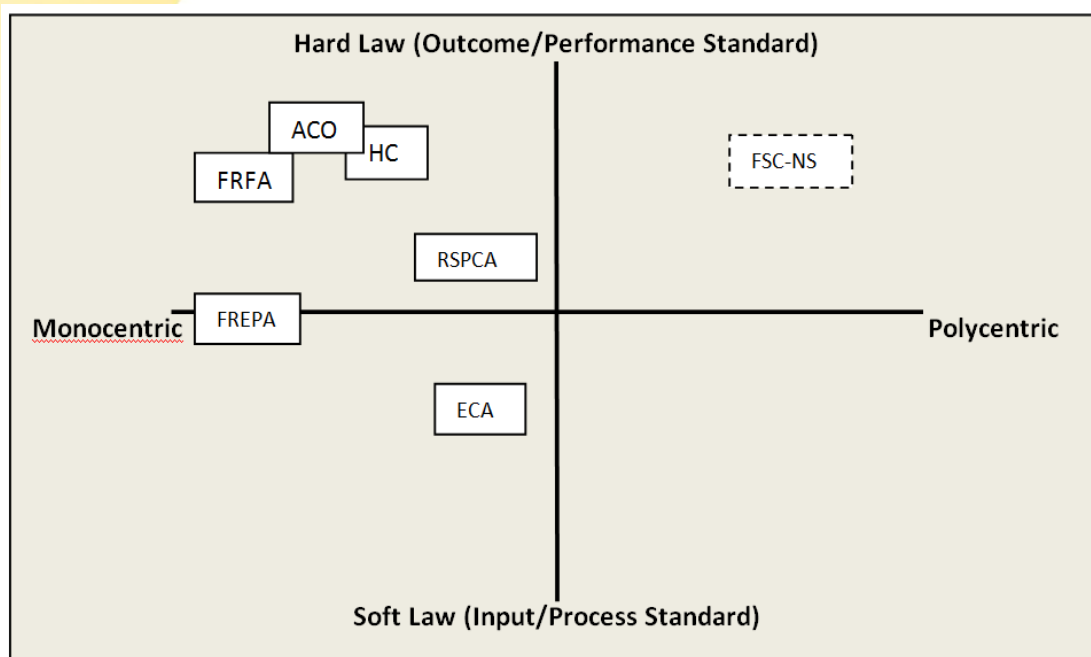 Hard Law (Outcome/Performance Standard)
ACO
HC
FSC-NS
FRFA
RSPCA
FREPA
Monocentric
Polycentric
ECA
Soft Law (Input/Process Standard)